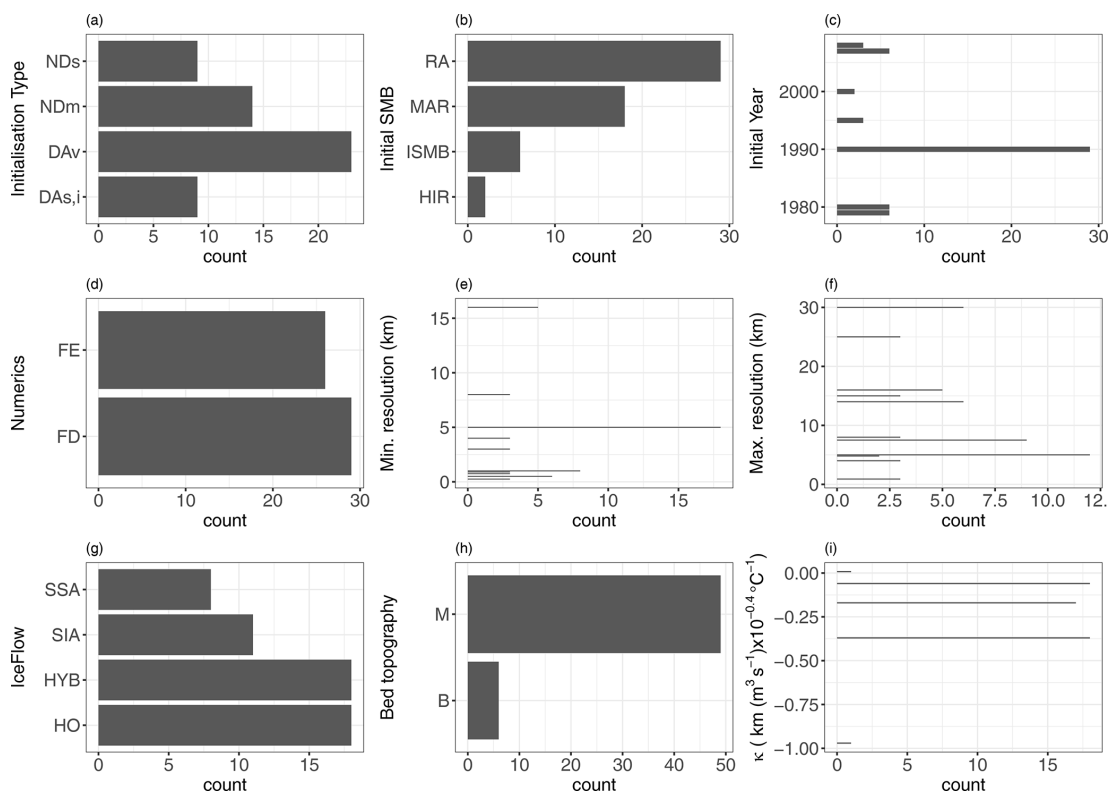 (a)
Initialisation Type
NDs
NDm
DAv
DAs,i
0 5 10 15 20
count
(b)
Initial SMB
RA
MAR
ISMB
HIR
0 10 20 30
count
(c)
Initial Year
2000
1990
1980
0 10 20 30
count
(d)
Numerics
FE
FD
0 10 20 30
count
(e)
Min. resolution (km)
15
10
5
0
0 5 10 15
count
(f)
Max. resolution (km)
30
20
10
0
0.0 2.5 5.0 7.5 10.0 12.
count
(g)
IceFlow
SSA
SIA
HYB
HO
0 5 10 15
count
(h)
Bed topography
M
B
0 10 20 30 40 50
count
(i)
κ ( km (m³ s⁻¹)x10⁻⁰·⁴ °C⁻¹)
0.00
−0.25
−0.50
−0.75
−1.00
0 5 10 15
count